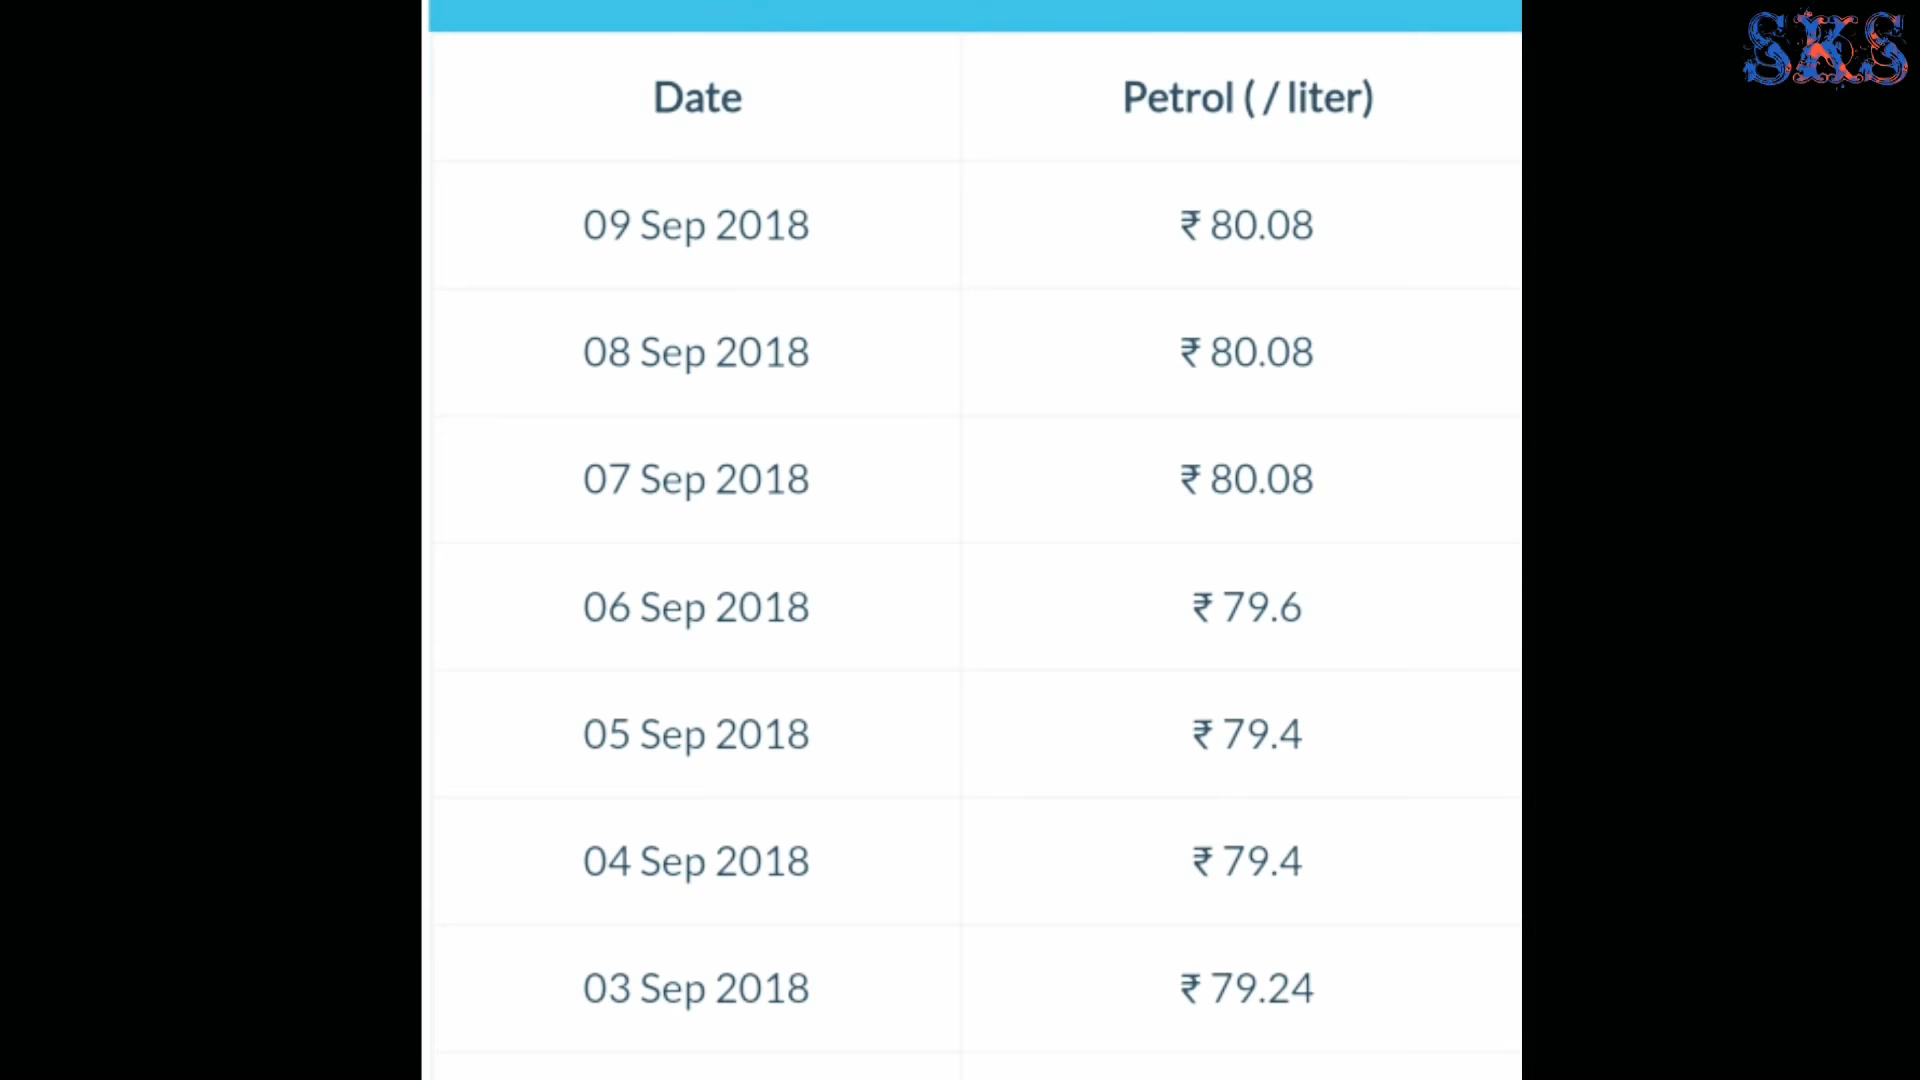 SKS
Date Petrol ( / liter)
09 Sep 2018 ₹ 80.08
08 Sep 2018 ₹ 80.08
07 Sep 2018 ₹ 80.08
06 Sep 2018 ₹ 79.6
05 Sep 2018 ₹ 79.4
04 Sep 2018 ₹ 79.4
03 Sep 2018 ₹ 79.24